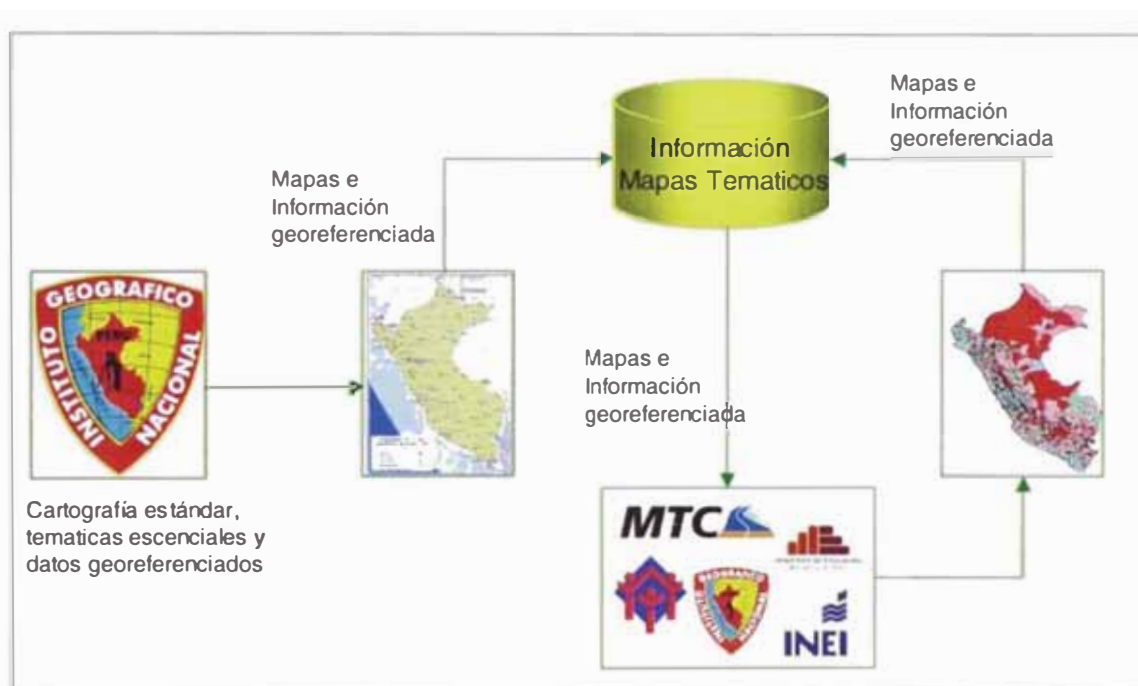 Mapas e
Información
georeferenciada
Información
Mapas Tematicos
Mapas e
Información
georeferenciada
INSTITUTO GEOGRAFICO NACIONAL
PERU
Mapas e
Información
georeferenciada
Cartografía estándar,
tematicas escenciales y
datos georeferenciados
MTC
INEI